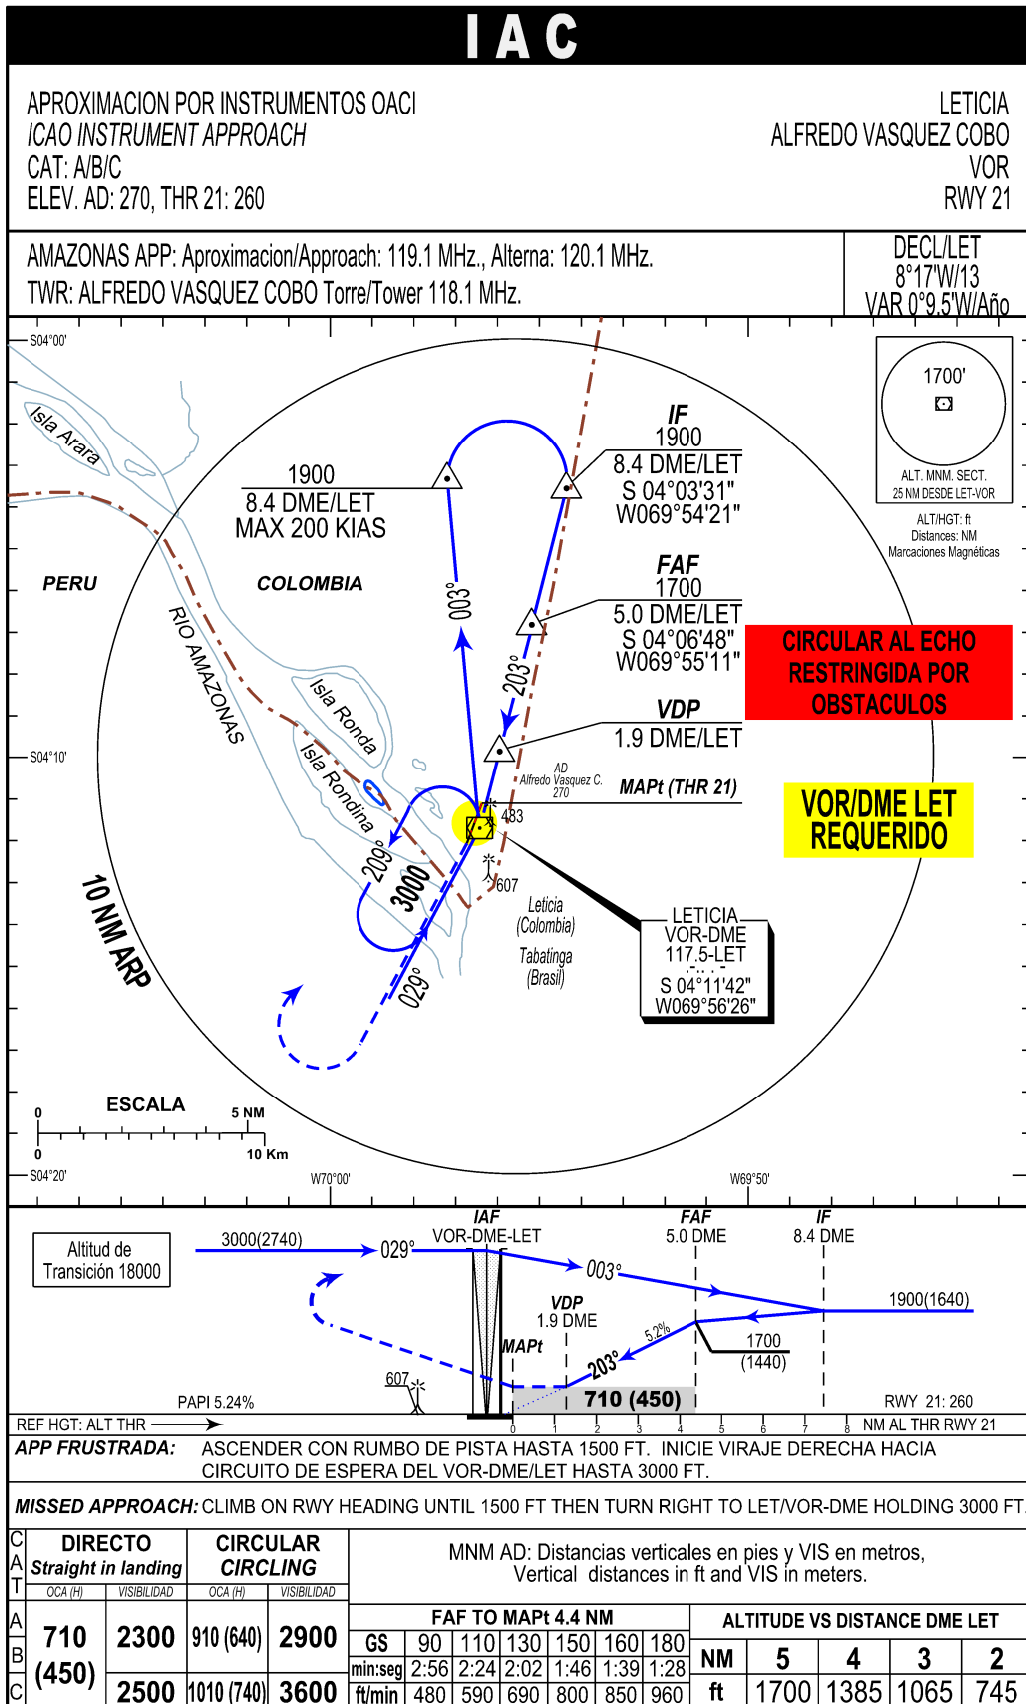 IAC
APROXIMACION POR INSTRUMENTOS OACI
ICAO INSTRUMENT APPROACH
CAT: A/B/C
ELEV. AD: 270, THR 21: 260
LETICIA
ALFREDO VASQUEZ COBO
VOR
RWY 21
AMAZONAS APP: Aproximacion/Approach: 119.1 MHz., Alterna: 120.1 MHz.
TWR: ALFREDO VASQUEZ COBO Torre/Tower 118.1 MHz.
DECL/LET
8°17'W/13
VAR 0°9.5'W/Año
S04°00'
1700'
ALT. MNM. SECT.
25 NM DESDE LET-VOR
ALT/HGT: ft
Distances: NM
Marcaciones Magnéticas
Isla Arara
IF
1900
8.4 DME/LET
S 04°03'31"
W069°54'21"
1900
8.4 DME/LET
MAX 200 KIAS
PERU
COLOMBIA
003°
FAF
1700
5.0 DME/LET
S 04°06'48"
W069°55'11"
203°
CIRCULAR AL ECHO
RESTRINGIDA POR
OBSTACULOS
RIO AMAZONAS
Isla Ronda
Isla Rondina
VDP
1.9 DME/LET
S04°10'
AD
Alfredo Vasquez C.
270
MAPt (THR 21)
483
VOR/DME LET
REQUERIDO
209°
3000
607
029°
10 NM ARP
Leticia
(Colombia)
Tabatinga
(Brasil)
LETICIA
VOR-DME
117.5-LET
.-.. . -
S 04°11'42"
W069°56'26"
ESCALA
0 5 NM
0 10 Km
S04°20'
W70°00'
W69°50'
Altitud de
Transición 18000
3000(2740)
029°
IAF
VOR-DME-LET
003°
FAF
5.0 DME
IF
8.4 DME
1900(1640)
VDP
1.9 DME
MAPt
5.2%
203°
1700
(1440)
607
710 (450)
PAPI 5.24%
RWY 21: 260
REF HGT: ALT THR
0 1 2 3 4 5 6 7 8 NM AL THR RWY 21
APP FRUSTRADA: ASCENDER CON RUMBO DE PISTA HASTA 1500 FT. INICIE VIRAJE DERECHA HACIA
CIRCUITO DE ESPERA DEL VOR-DME/LET HASTA 3000 FT.
MISSED APPROACH: CLIMB ON RWY HEADING UNTIL 1500 FT THEN TURN RIGHT TO LET/VOR-DME HOLDING 3000 FT.
CAT
DIRECTO
Straight in landing
CIRCULAR
CIRCLING
OCA (H) VISIBILIDAD OCA (H) VISIBILIDAD
A
B
C
710
(450)
2300
910 (640)
2900
2500
1010 (740)
3600
MNM AD: Distancias verticales en pies y VIS en metros,
Vertical distances in ft and VIS in meters.
FAF TO MAPt 4.4 NM
GS 90 110 130 150 160 180
min:seg 2:56 2:24 2:02 1:46 1:39 1:28
ft/min 480 590 690 800 850 960
ALTITUDE VS DISTANCE DME LET
NM 5 4 3 2
ft 1700 1385 1065 745